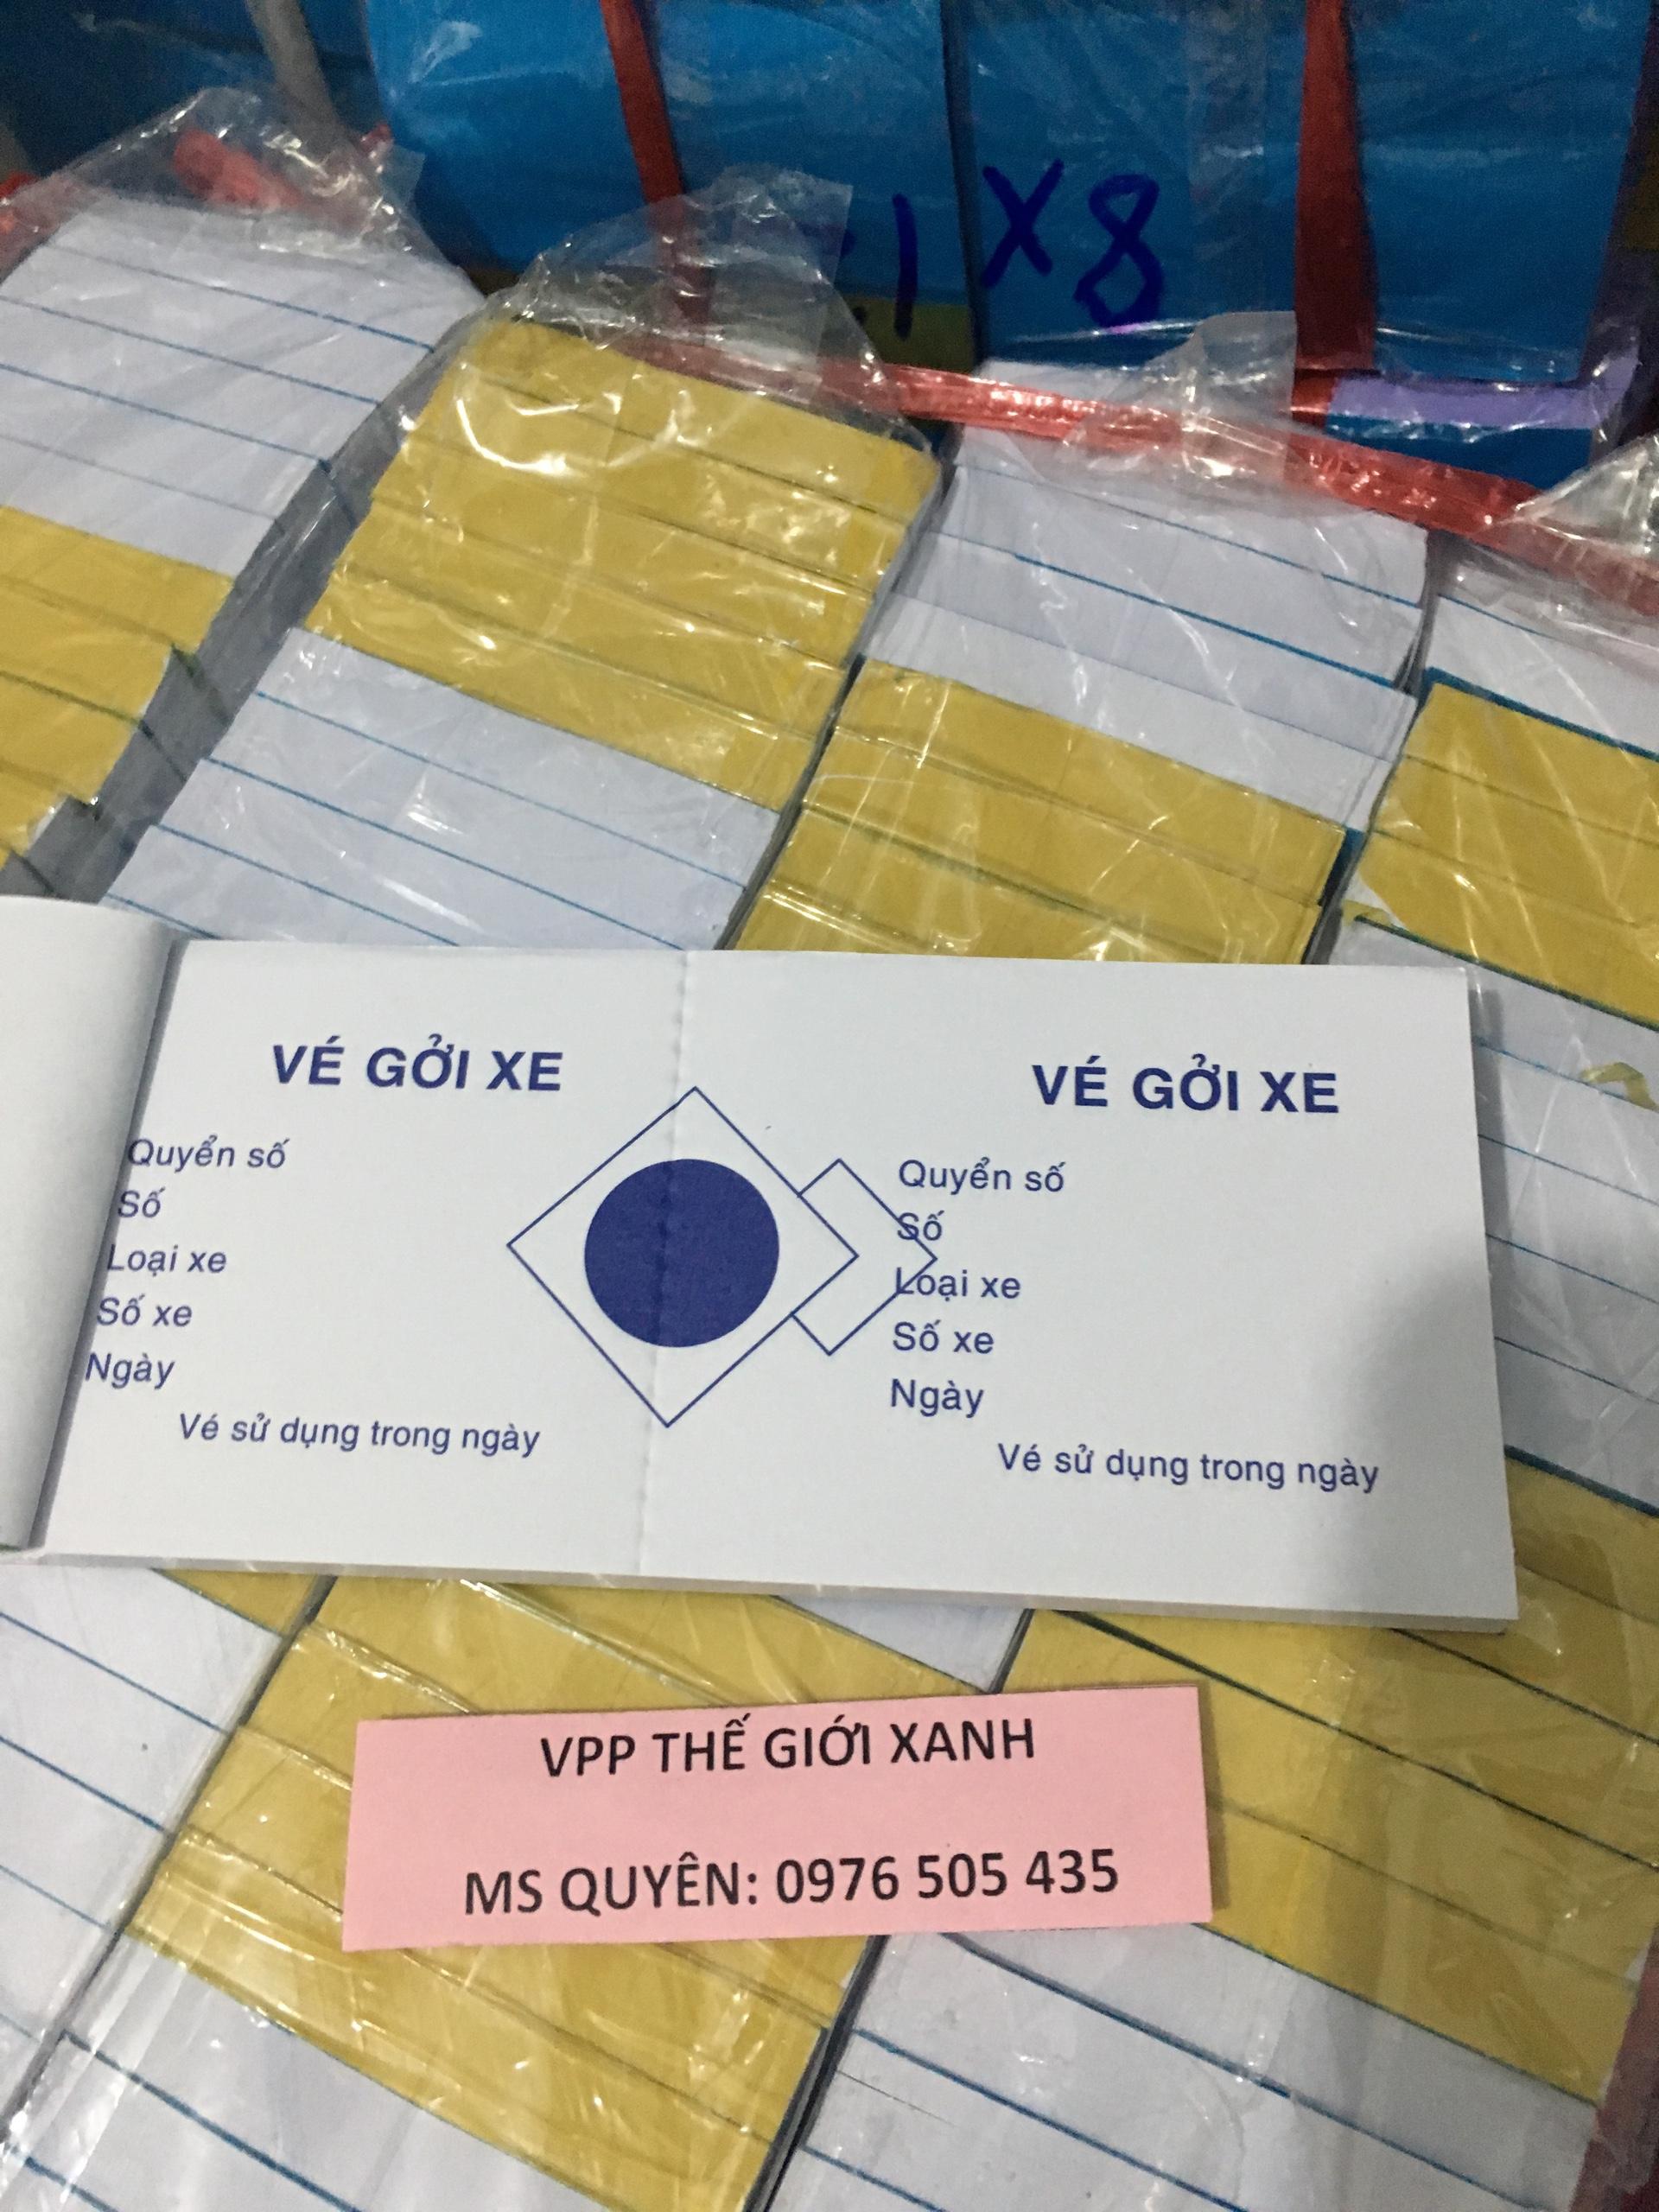 1 X 8
VÉ GỞI XE
Quyển số
Số
Loại xe
Số xe
Ngày
Vé sử dụng trong ngày
VÉ GỞI XE
Quyển số
Số
Loại xe
Số xe
Ngày
Vé sử dụng trong ngày
VPP THẾ GIỚI XANH
MS QUYÊN: 0976 505 435